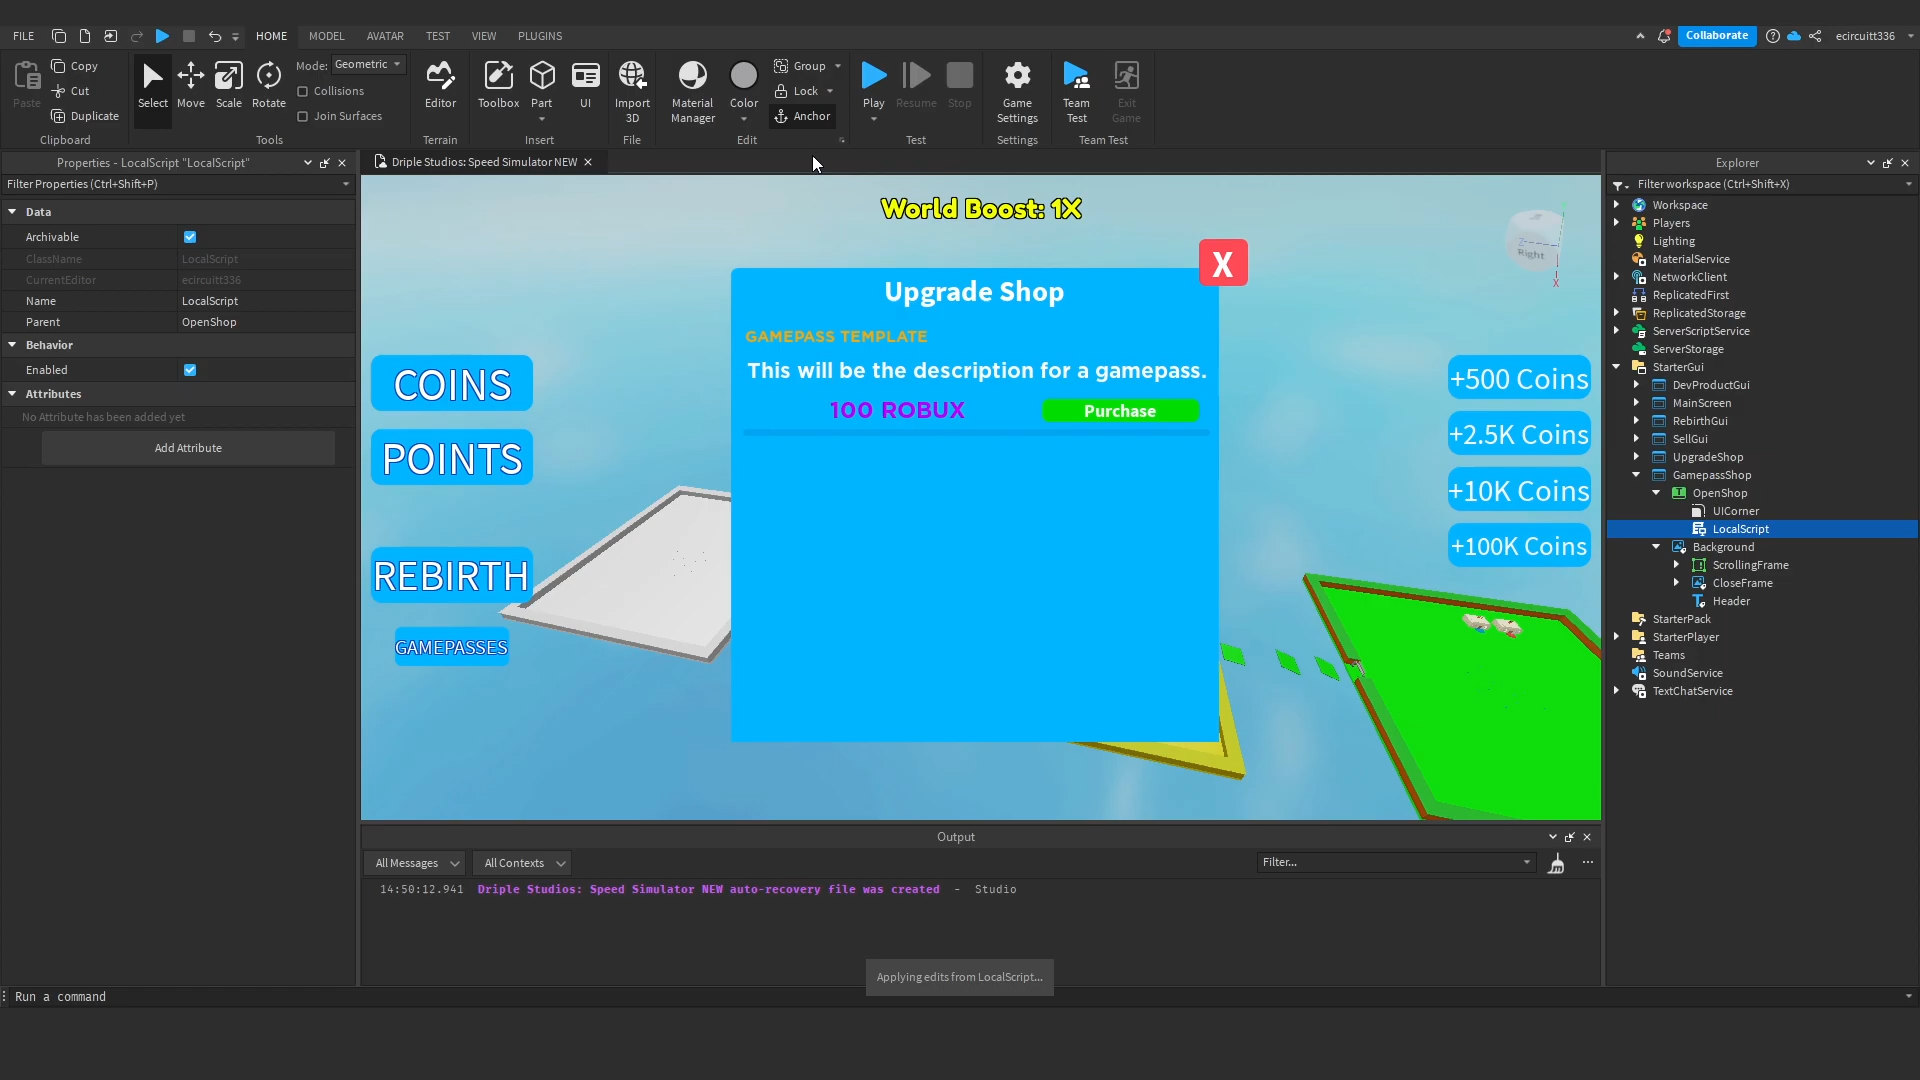 FILE HOME MODEL AVATAR TEST VIEW PLUGINS Collaborate ecircuitt336
Paste Copy Cut Duplicate Clipboard
Select Move Scale Rotate Mode: Geometric Collisions Join Surfaces Tools
Editor Terrain
Toolbox Part UI Insert
Import 3D File
Material Manager Color Group Lock Anchor Edit
Play Resume Stop Test
Game Settings Settings
Team Test Exit Game Team Test
Properties - LocalScript "LocalScript"
Filter Properties (Ctrl+Shift+P)
Data
Archivable
ClassName LocalScript
CurrentEditor ecircuitt336
Name LocalScript
Parent OpenShop
Behavior
Enabled
Attributes
No Attribute has been added yet
Add Attribute
Driple Studios: Speed Simulator NEW
World Boost: 1X
Right
Z
X
X
Upgrade Shop
GAMEPASS TEMPLATE
This will be the description for a gamepass.
100 ROBUX Purchase
COINS
POINTS
REBIRTH
GAMEPASSES
+500 Coins
+2.5K Coins
+10K Coins
+100K Coins
Output
All Messages All Contexts Filter...
14:50:12.941 Driple Studios: Speed Simulator NEW auto-recovery file was created - Studio
Applying edits from LocalScript...
Run a command
Explorer
Filter workspace (Ctrl+Shift+X)
Workspace
Players
Lighting
MaterialService
NetworkClient
ReplicatedFirst
ReplicatedStorage
ServerScriptService
ServerStorage
StarterGui
DevProductGui
MainScreen
RebirthGui
SellGui
UpgradeShop
GamepassShop
OpenShop
UICorner
LocalScript
Background
ScrollingFrame
CloseFrame
Header
StarterPack
StarterPlayer
Teams
SoundService
TextChatService